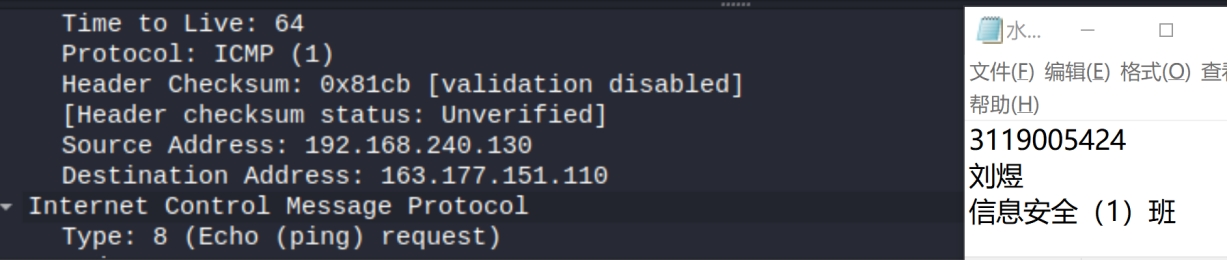 Time to Live: 64
Protocol: ICMP (1)
Header Checksum: 0x81cb [validation disabled]
[Header checksum status: Unverified]
Source Address: 192.168.240.130
Destination Address: 163.177.151.110
Internet Control Message Protocol
Type: 8 (Echo (ping) request)
水...
文件(F) 编辑(E) 格式(O) 查看
帮助(H)
3119005424
刘煜
信息安全（1）班